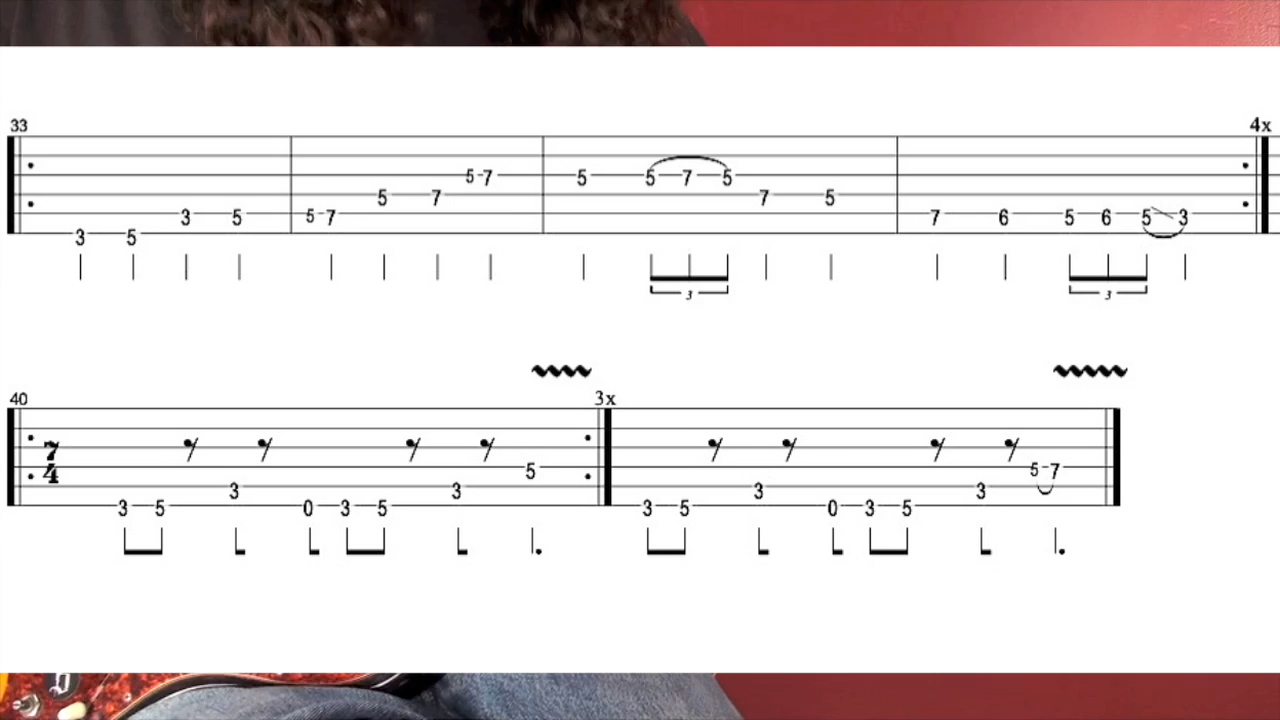 33 4x
5 5 7 5
5-7
5 7 7 5
3 5 5-7 7 6 5 6 5 3
3 5
3 3
40 3x
7
4 5 5-7
3 3 3 3
3 5 0 3 5 3 5 0 3 5